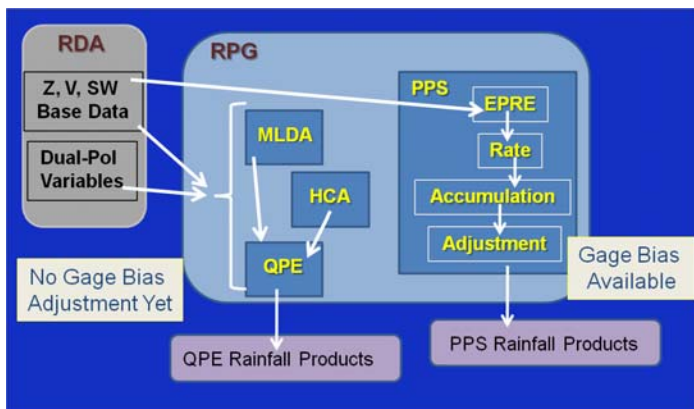 RDA
Z, V, SW
Base Data
Dual-Pol
Variables
RPG
MLDA
HCA
QPE
PPS
EPRE
Rate
Accumulation
Adjustment
No Gage Bias
Adjustment Yet
Gage Bias
Available
QPE Rainfall Products
PPS Rainfall Products